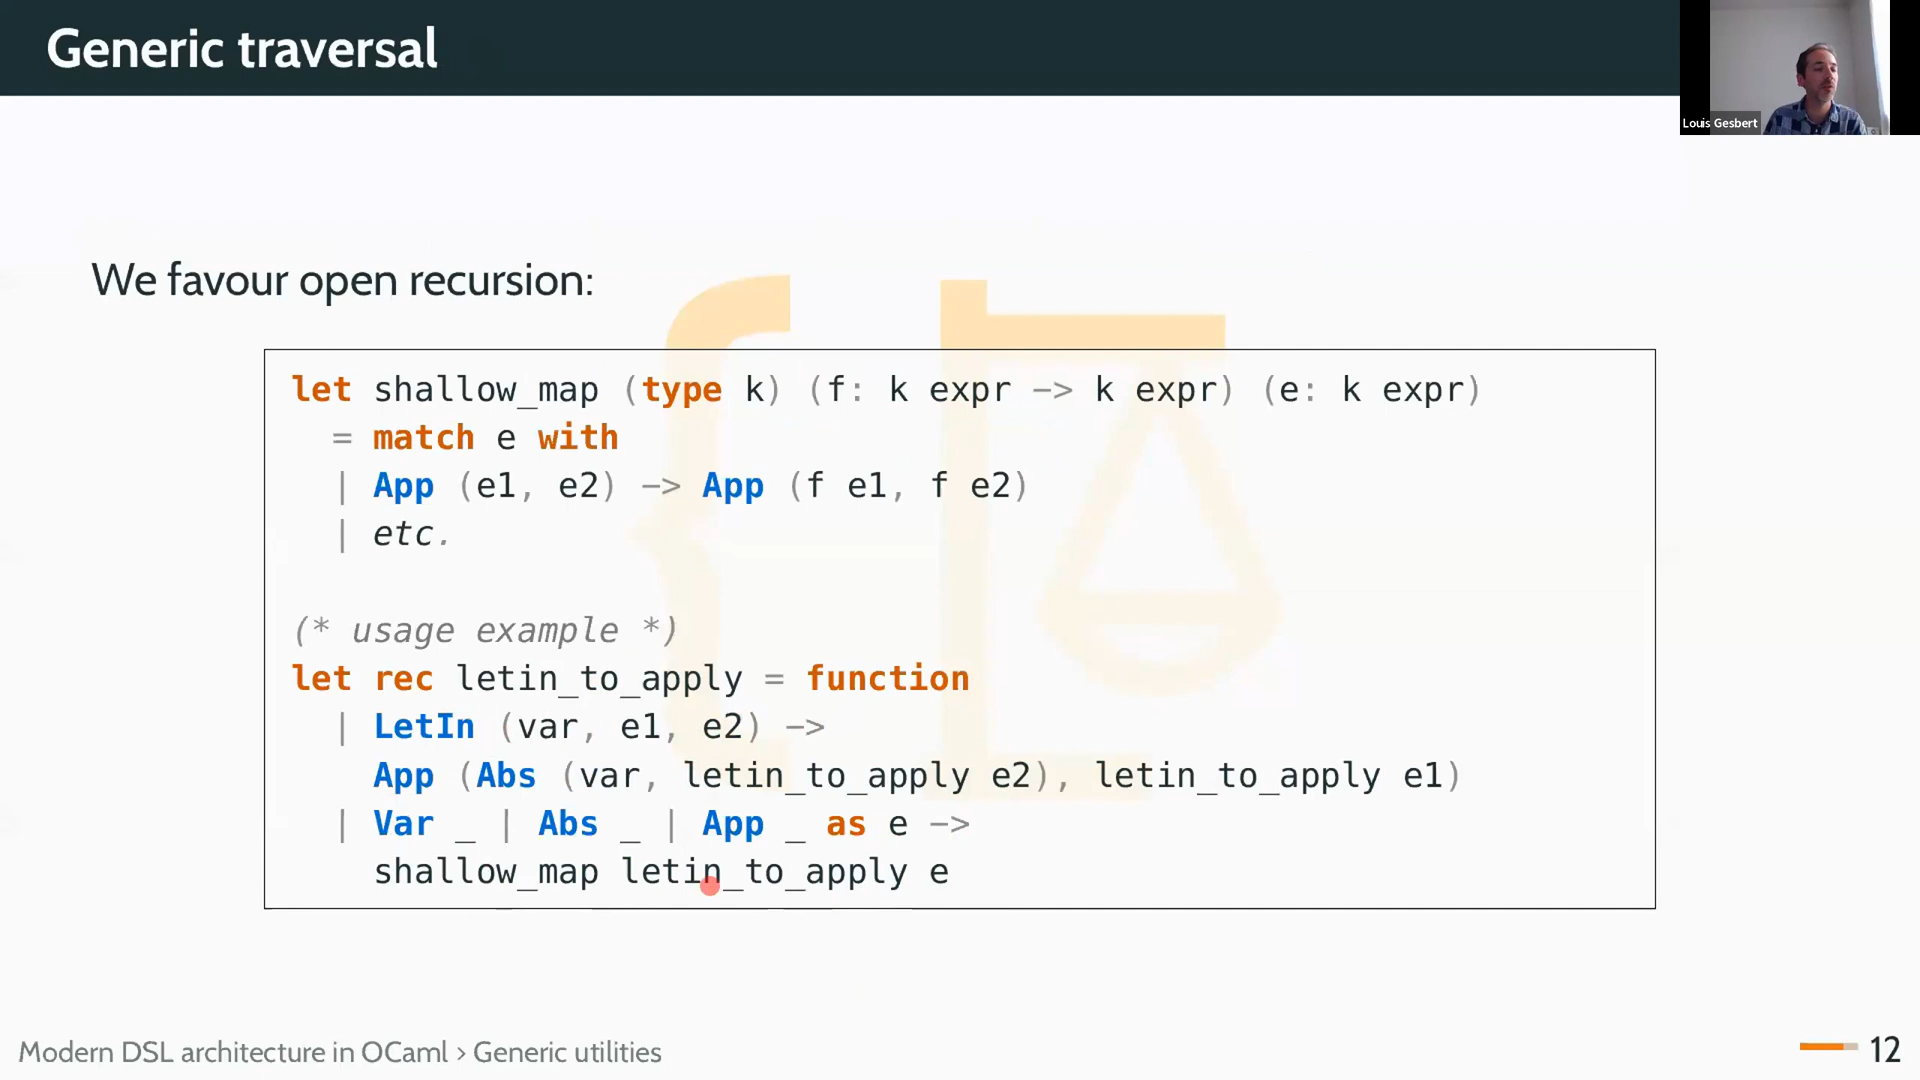 Generic traversal
Louis Gesbert
We favour open recursion:
let shallow_map (type k) (f: k expr -> k expr) (e: k expr)
  = match e with
  | App (e1, e2) -> App (f e1, f e2)
  | etc.
(* usage example *)
let rec letin_to_apply = function
  | LetIn (var, e1, e2) ->
    App (Abs (var, letin_to_apply e2), letin_to_apply e1)
  | Var _ | Abs _ | App _ as e ->
    shallow_map letin_to_apply e
Modern DSL architecture in OCaml › Generic utilities
12